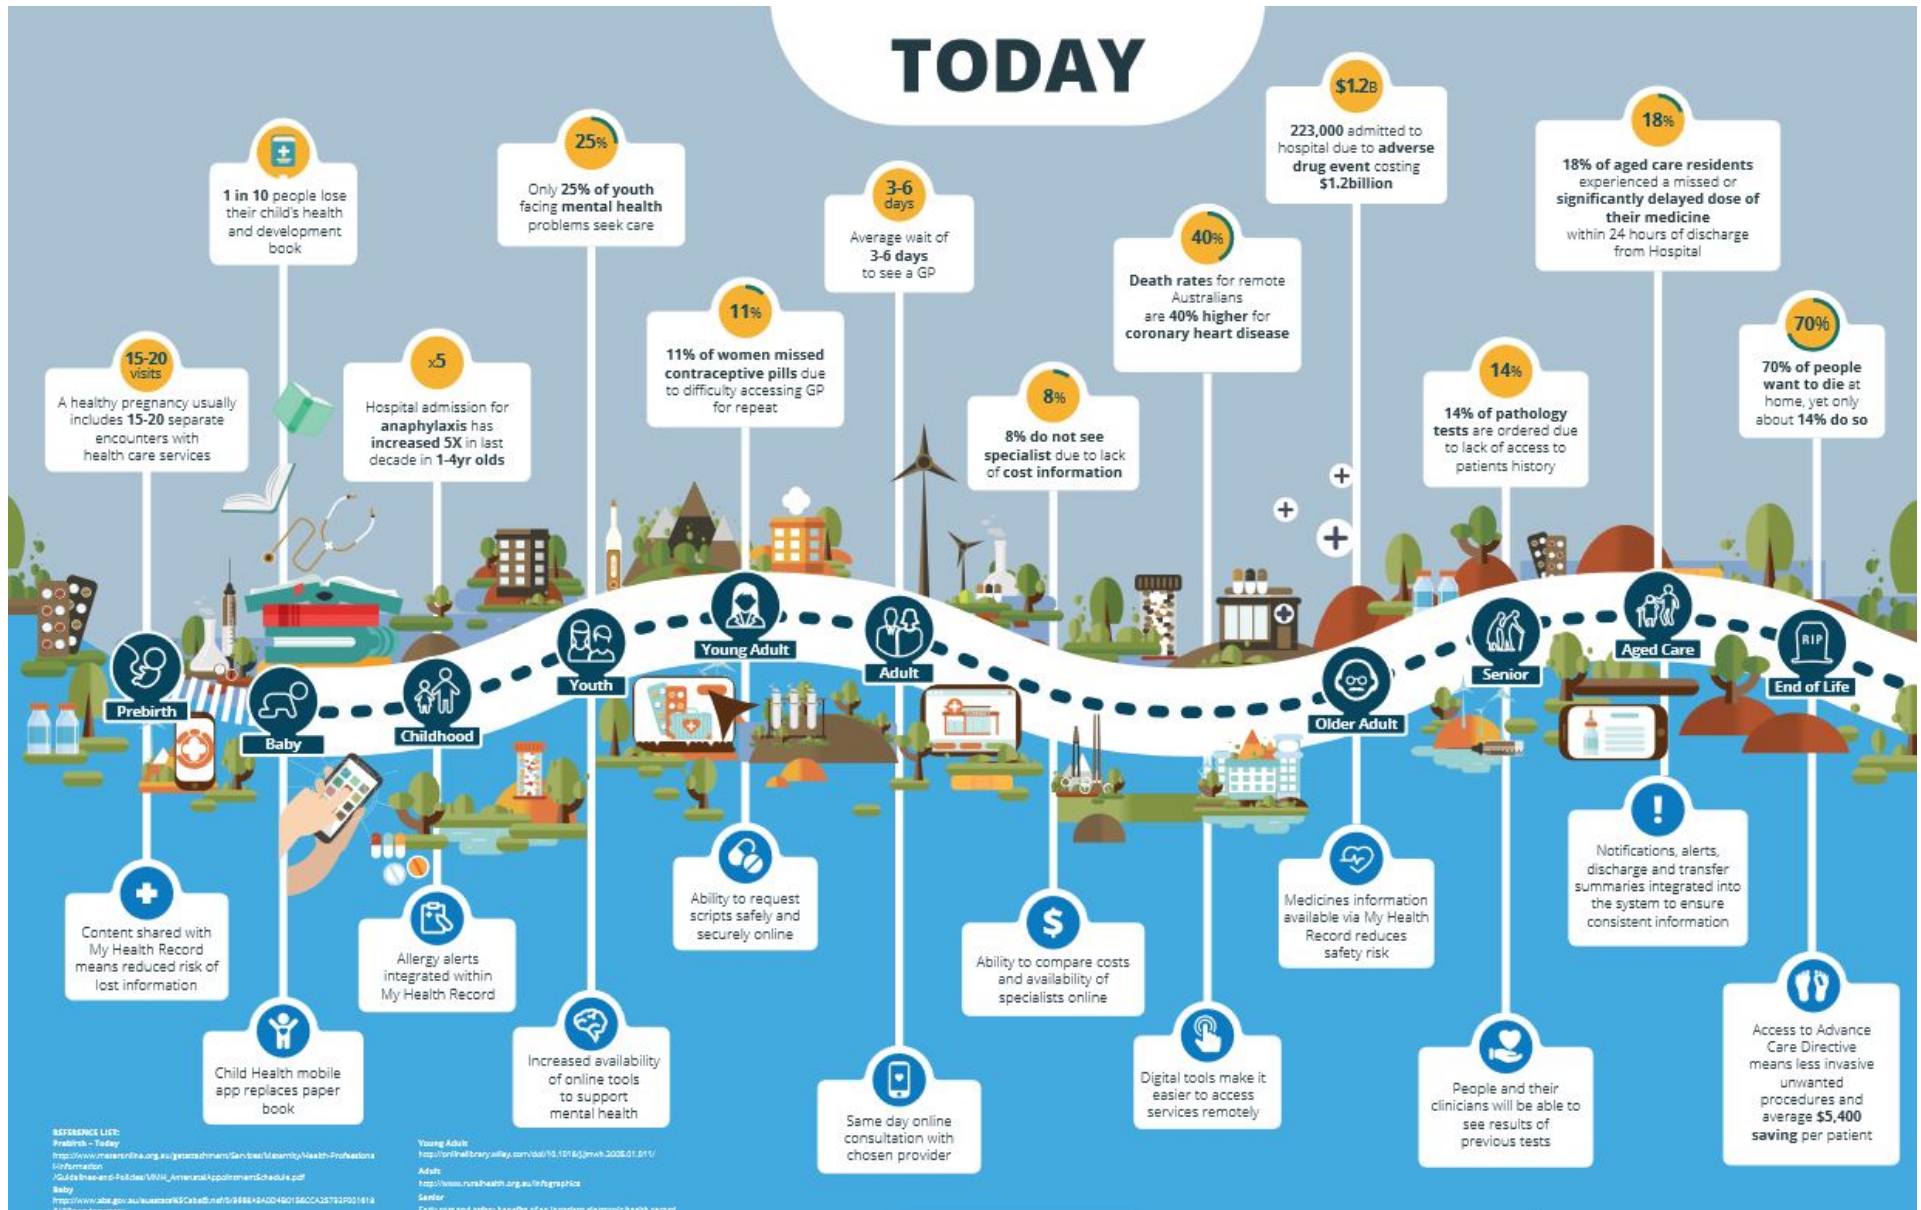 TODAY
15-20
visits
A healthy pregnancy usually
includes 15-20 separate
encounters with
health care services
1 in 10 people lose
their child's health
and development
book
x5
Hospital admission for
anaphylaxis has
increased 5X in last
decade in 1-4yr olds
25%
Only 25% of youth
facing mental health
problems seek care
11%
11% of women missed
contraceptive pills due
to difficulty accessing GP
for repeat
3-6
days
Average wait of
3-6 days
to see a GP
8%
8% do not see
specialist due to lack
of cost information
40%
Death rates for remote
Australians
are 40% higher for
coronary heart disease
$1.2B
223,000 admitted to
hospital due to adverse
drug event costing
$1.2billion
14%
14% of pathology
tests are ordered due
to lack of access to
patients history
18%
18% of aged care residents
experienced a missed or
significantly delayed dose of
their medicine
within 24 hours of discharge
from Hospital
70%
70% of people
want to die at
home, yet only
about 14% do so
Prebirth
Baby
Childhood
Youth
Young Adult
Adult
Older Adult
Senior
Aged Care
RIP
End of Life
Content shared with
My Health Record
means reduced risk of
lost information
Child Health mobile
app replaces paper
book
Allergy alerts
integrated within
My Health Record
Increased availability
of online tools
to support
mental health
Ability to request
scripts safely and
securely online
Same day online
consultation with
chosen provider
$
Ability to compare costs
and availability of
specialists online
Digital tools make it
easier to access
services remotely
Medicines information
available via My Health
Record reduces
safety risk
People and their
clinicians will be able to
see results of
previous tests
!
Notifications, alerts,
discharge and transfer
summaries integrated into
the system to ensure
consistent information
Access to Advance
Care Directive
means less invasive
unwanted
procedures and
average $5,400
saving per patient
REFERENCE LIST:
Prebirth – Today
Baby
Young Adult
Adult
http://www.ruralhealth.org.au/infographics
Senior